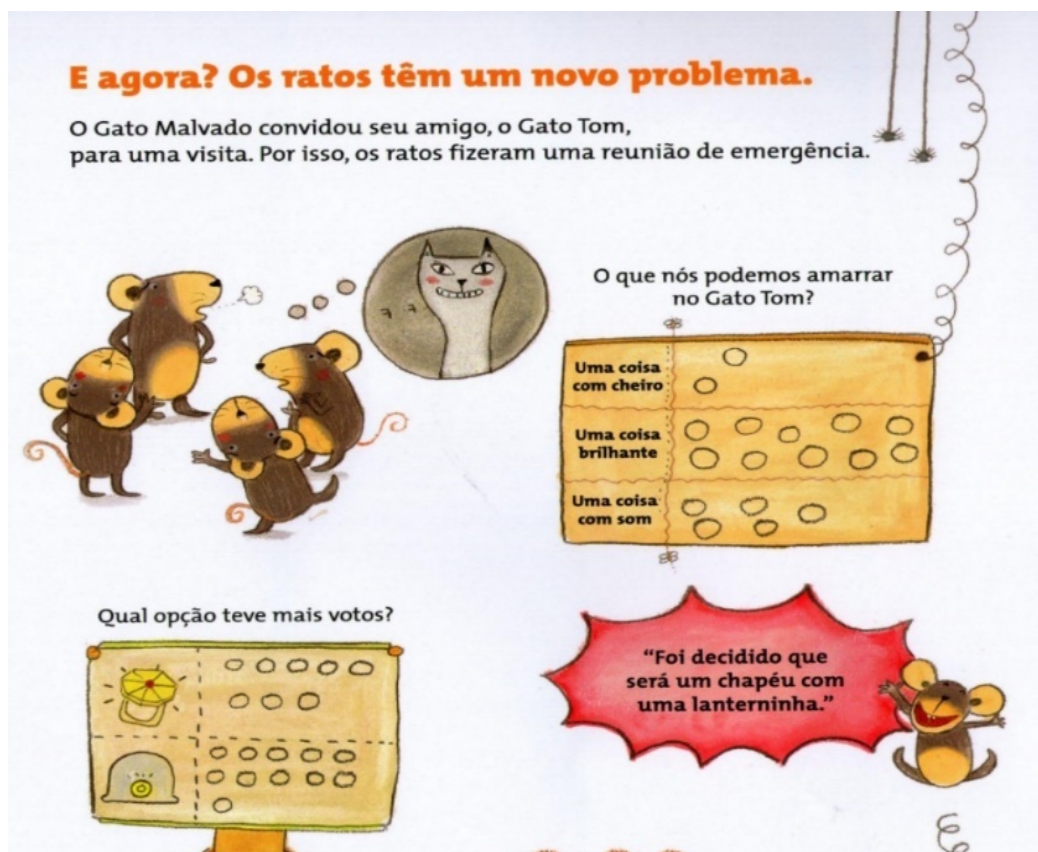 E agora? Os ratos têm um novo problema.
O Gato Malvado convidou seu amigo, o Gato Tom,
para uma visita. Por isso, os ratos fizeram uma reunião de emergência.
O que nós podemos amarrar
no Gato Tom?
Uma coisa
com cheiro
Uma coisa
brilhante
Uma coisa
com som
Qual opção teve mais votos?
“Foi decidido que
será um chapéu com
uma lanterninha.”